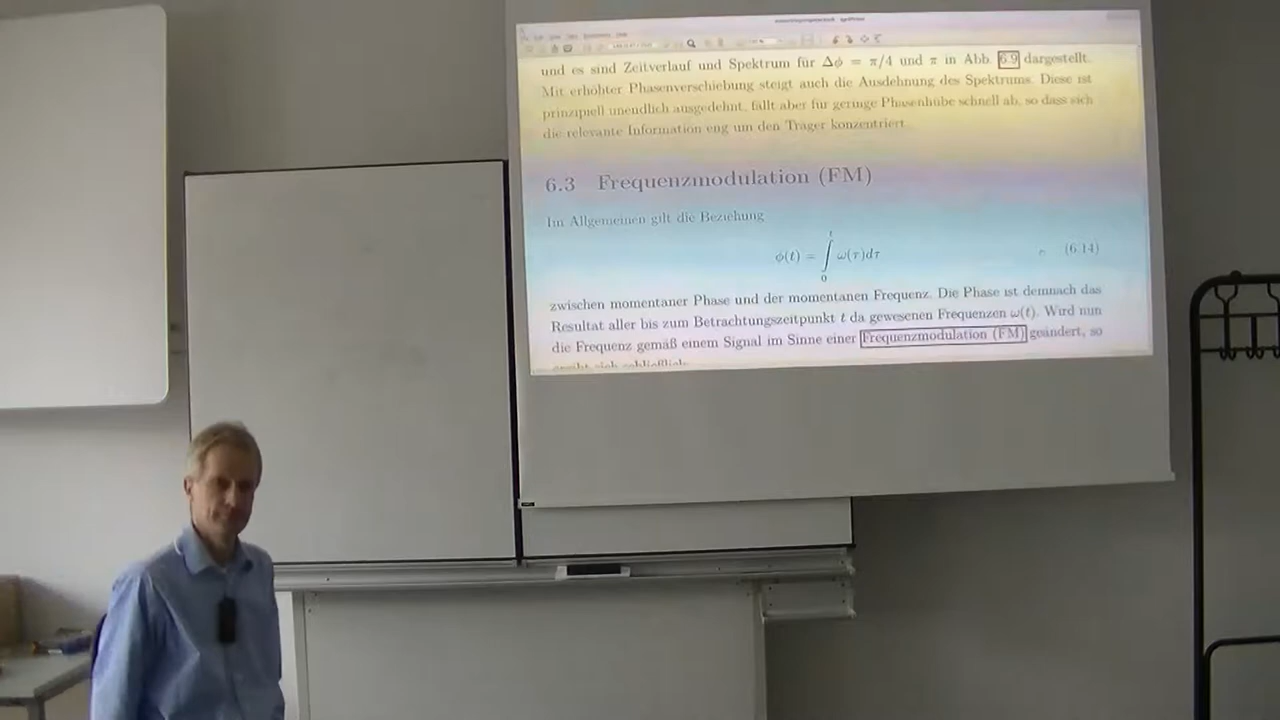 und es sind Zeitverlauf und Spektrum für Δϕ = π/4 und π in Abb. 6.9 dargestellt.
Mit erhöhter Phasenverschiebung steigt auch die Ausdehnung des Spektrums. Diese ist
prinzipiell unendlich ausgedehnt, fällt aber für geringe Phasenhübe schnell ab, so dass sich
die relevante Information eng um den Träger konzentriert.
6.3 Frequenzmodulation (FM)
Im Allgemeinen gilt die Beziehung
ϕ(t) = ∫₀ᵗ ω(τ)dτ (6.14)
zwischen momentaner Phase und der momentanen Frequenz. Die Phase ist demnach das
Resultat aller bis zum Betrachtungszeitpunkt t da gewesenen Frequenzen ω(t). Wird nun
die Frequenz gemäß einem Signal im Sinne einer Frequenzmodulation (FM) geändert, so
ergibt sich schließlich